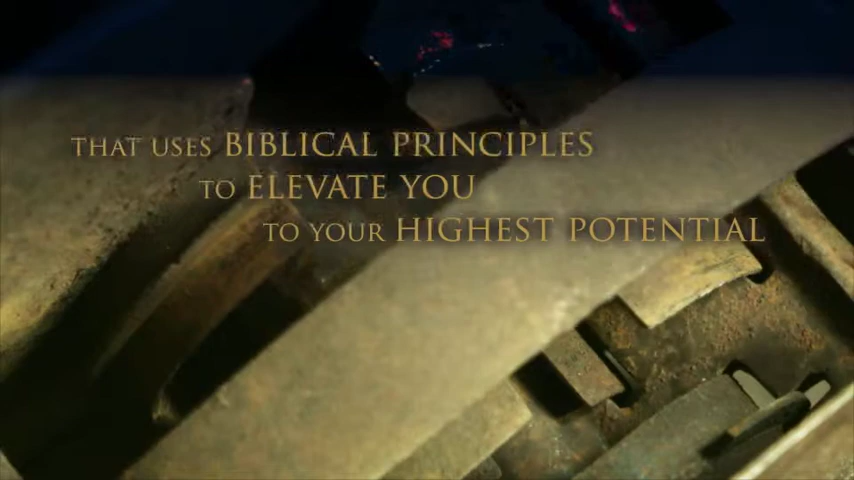 THAT USES BIBLICAL PRINCIPLES
TO ELEVATE YOU
TO YOUR HIGHEST POTENTIAL